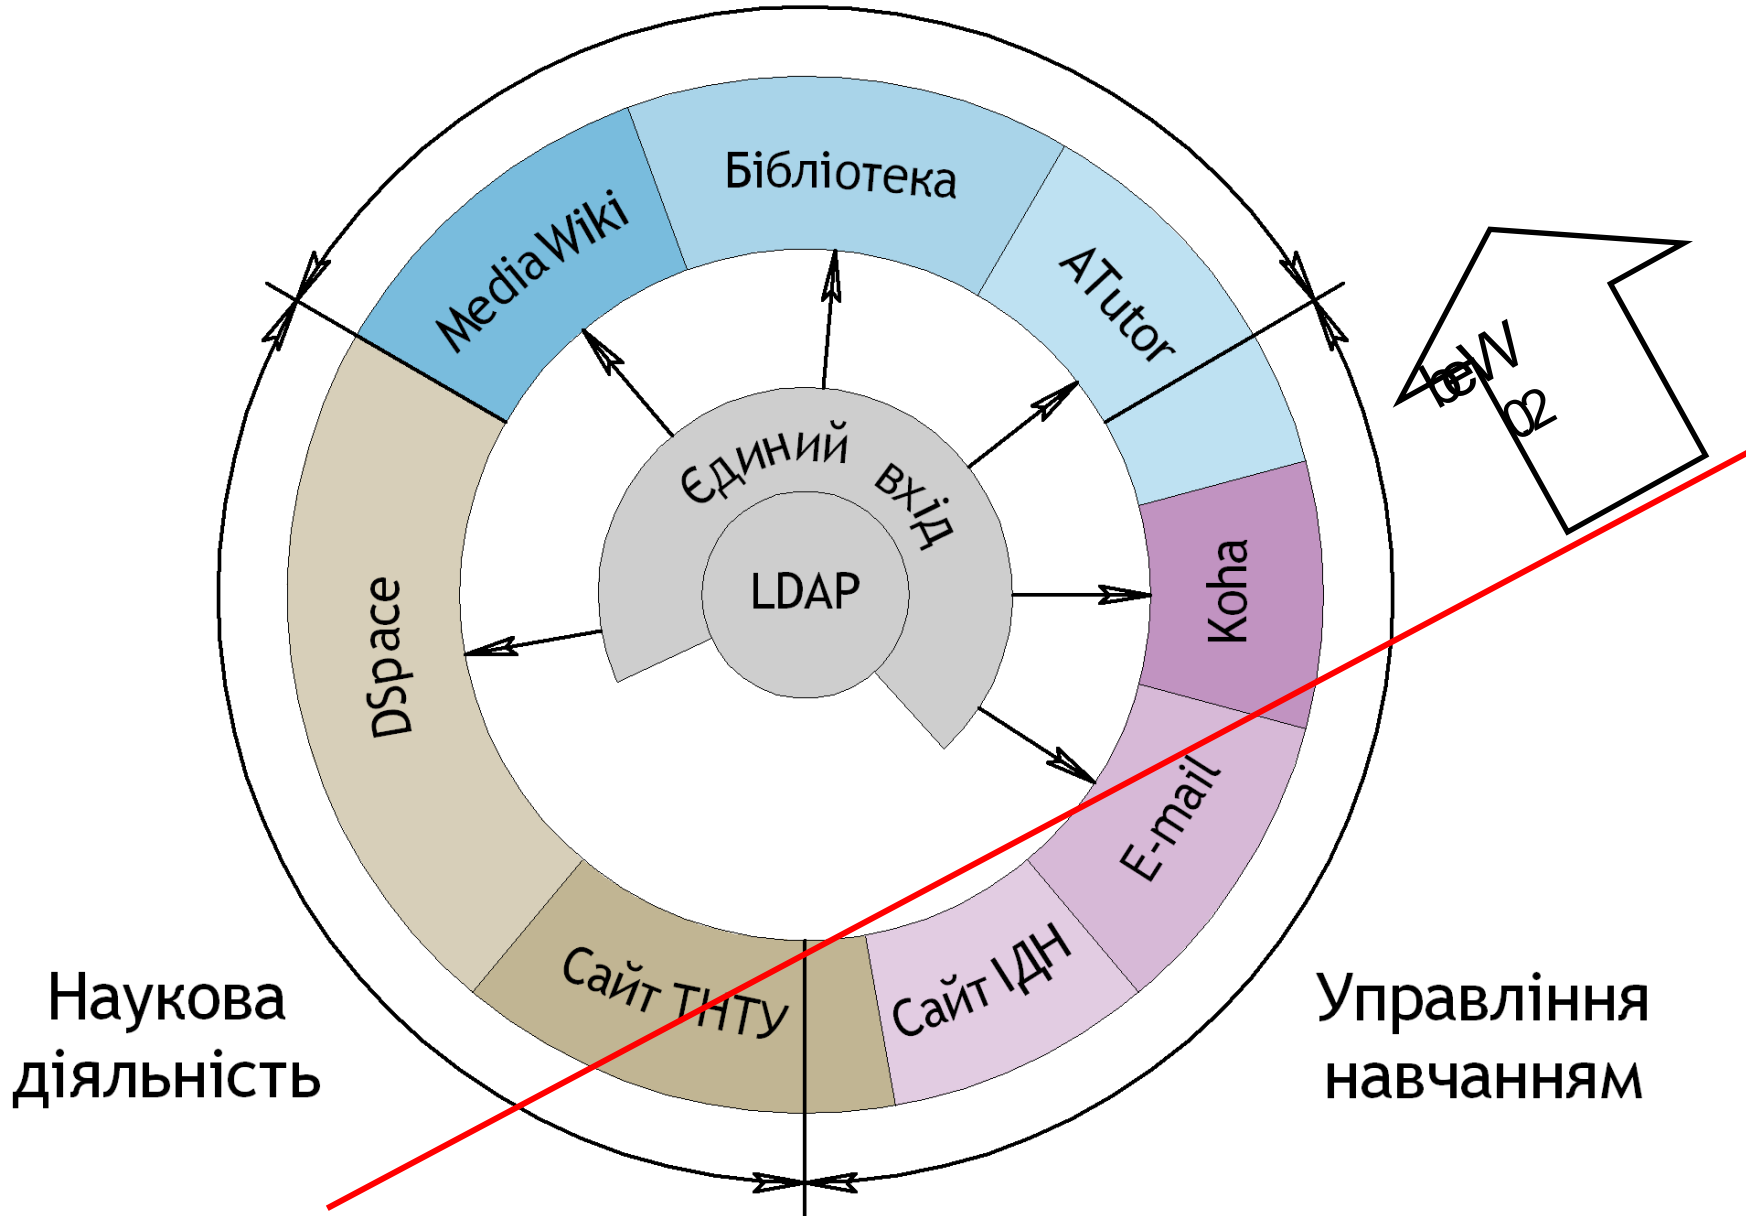 Бібліотека
MediaWiki
ATutor
Єдиний вхід
LDAP
Koha
DSpace
E-mail
Сайт ІДН
Сайт ТНТУ
Наукова
діяльність
Управління
навчанням